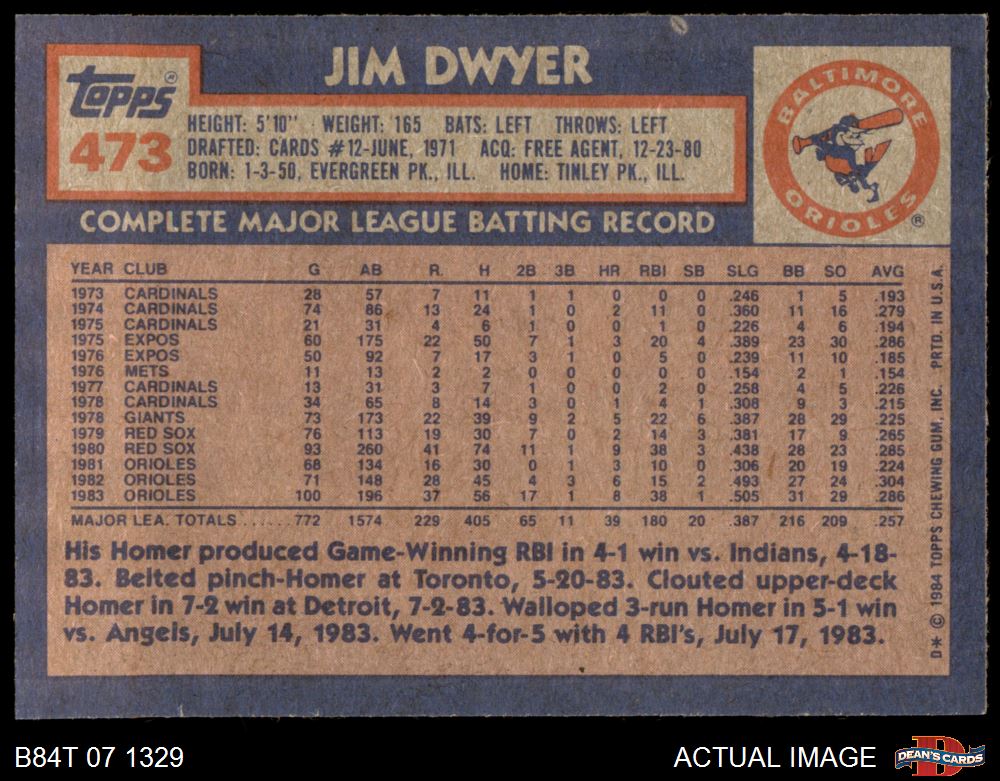 JIM DWYER
Topps®
473
HEIGHT: 5'10" WEIGHT: 165 BATS: LEFT THROWS: LEFT
DRAFTED: CARDS #12-JUNE, 1971 ACQ: FREE AGENT, 12-23-80
BORN: 1-3-50, EVERGREEN PK., ILL. HOME: TINLEY PK., ILL.
BALTIMORE
ORIOLES
®
COMPLETE MAJOR LEAGUE BATTING RECORD
YEAR CLUB G AB R. H 2B 3B HR RBI SB SLG BB SO AVG
1973 CARDINALS 28 57 7 11 1 1 0 0 0 .246 1 5 .193
1974 CARDINALS 74 86 13 24 1 0 2 11 0 .360 11 16 .279
1975 CARDINALS 21 31 4 6 1 0 0 1 0 .226 4 6 .194
1975 EXPOS 60 175 22 50 7 1 3 20 4 .389 23 30 .286
1976 EXPOS 50 92 7 17 3 1 0 5 0 .239 11 10 .185
1976 METS 11 13 2 2 0 0 0 0 0 .154 2 1 .154
1977 CARDINALS 13 31 3 7 1 0 0 2 0 .258 4 5 .226
1978 CARDINALS 34 65 8 14 3 0 1 4 1 .308 9 3 .215
1978 GIANTS 73 173 22 39 9 2 5 22 6 .387 28 29 .225
1979 RED SOX 76 113 19 30 7 0 2 14 3 .381 17 9 .265
1980 RED SOX 93 260 41 74 11 1 9 38 3 .438 28 23 .285
1981 ORIOLES 68 134 16 30 0 1 3 10 0 .306 20 19 .224
1982 ORIOLES 71 148 28 45 4 3 6 15 2 .493 27 24 .304
1983 ORIOLES 100 196 37 56 17 1 8 38 1 .505 31 29 .286
MAJOR LEA. TOTALS ...... 772 1574 229 405 65 11 39 180 20 .387 216 209 .257
His Homer produced Game-Winning RBI in 4-1 win vs. Indians, 4-18-
83. Belted pinch-Homer at Toronto, 5-20-83. Clouted upper-deck
Homer in 7-2 win at Detroit, 7-2-83. Walloped 3-run Homer in 5-1 win
vs. Angels, July 14, 1983. Went 4-for-5 with 4 RBI's, July 17, 1983.
D* © 1984 TOPPS CHEWING GUM, INC. PRTD. IN U.S.A.
B84T 07 1329
ACTUAL IMAGE
D
DEAN'S CARDS